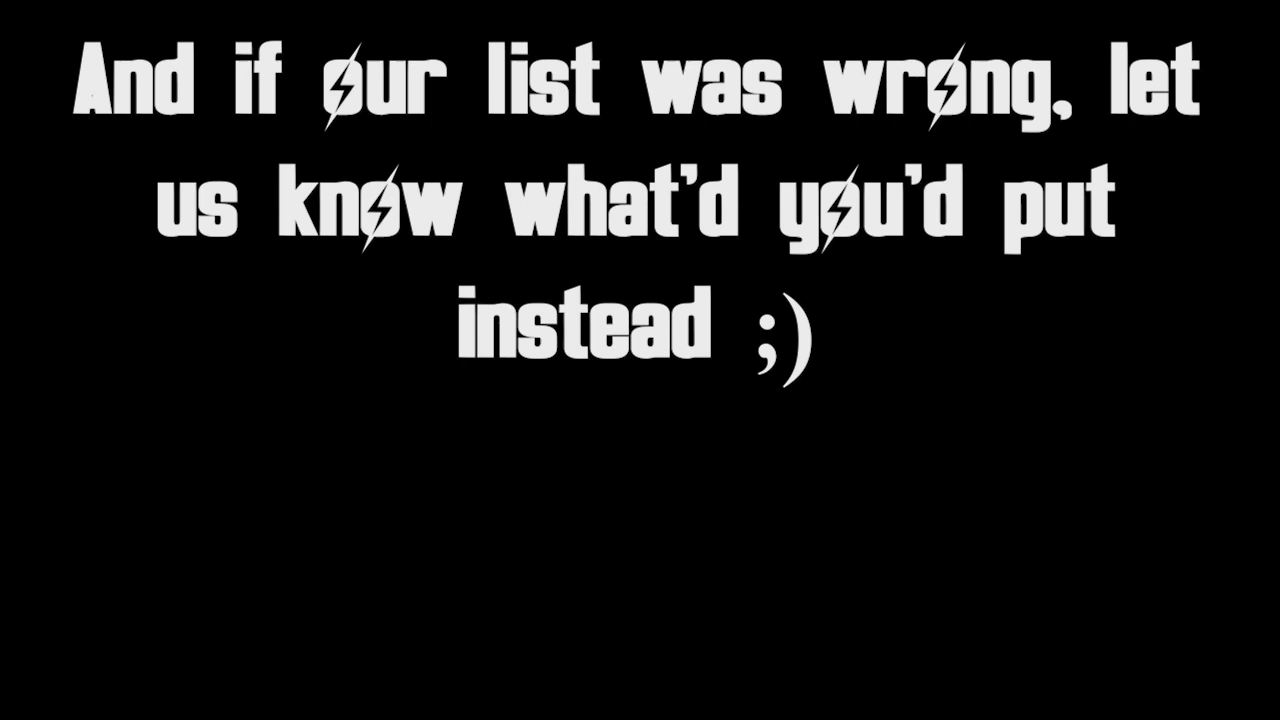 And if our list was wrong, let
us know what'd you'd put
instead ;)